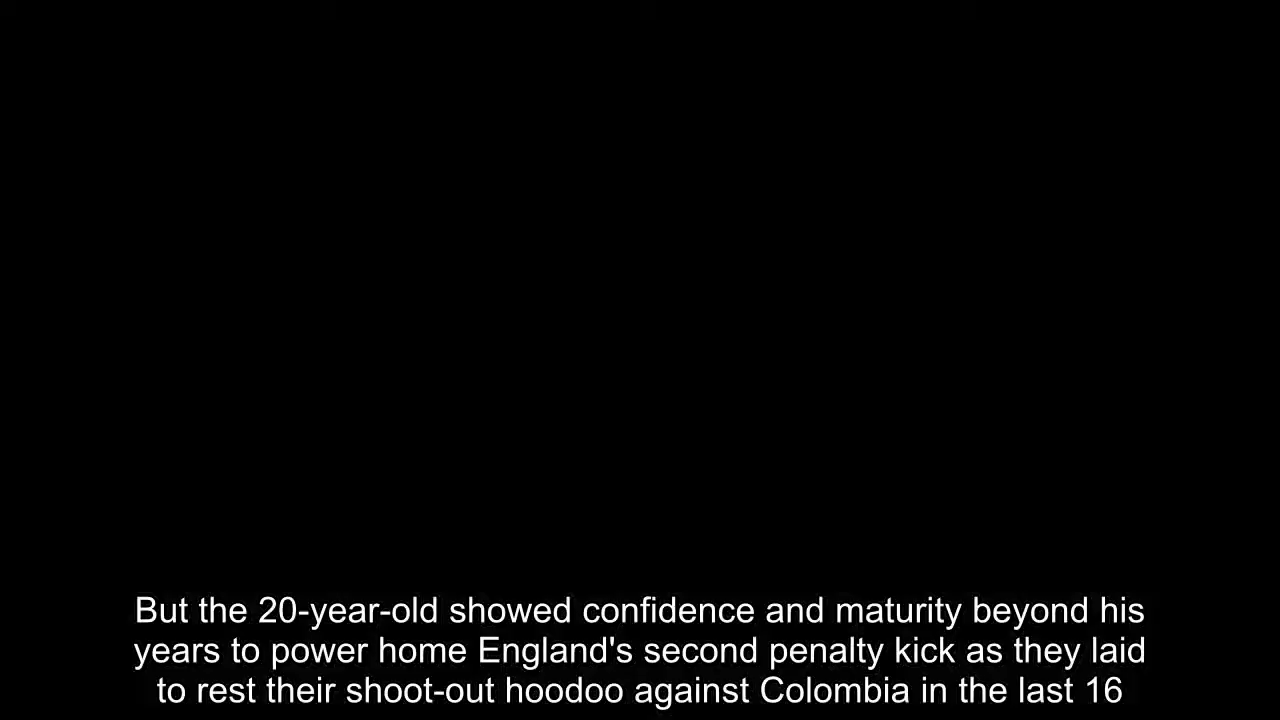 But the 20-year-old showed confidence and maturity beyond his
years to power home England's second penalty kick as they laid
to rest their shoot-out hoodoo against Colombia in the last 16